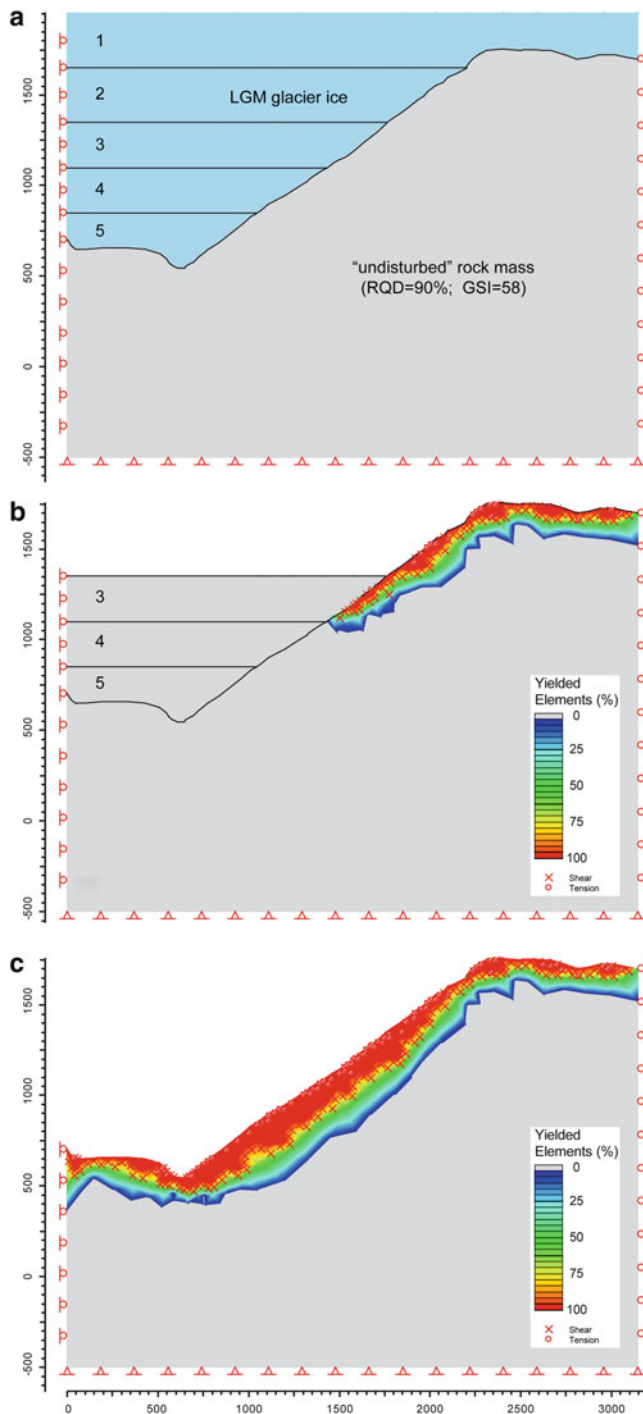 a
1
2
LGM glacier ice
3
4
5
"undisturbed" rock mass
(RQD=90%; GSI=58)
1500
1000
500
0
-500
b
3
4
5
Yielded
Elements (%)
0
25
50
75
100
Shear
Tension
1500
1000
500
0
-500
c
Yielded
Elements (%)
0
25
50
75
100
Shear
Tension
1500
1000
500
0
-500
0 500 1000 1500 2000 2500 3000